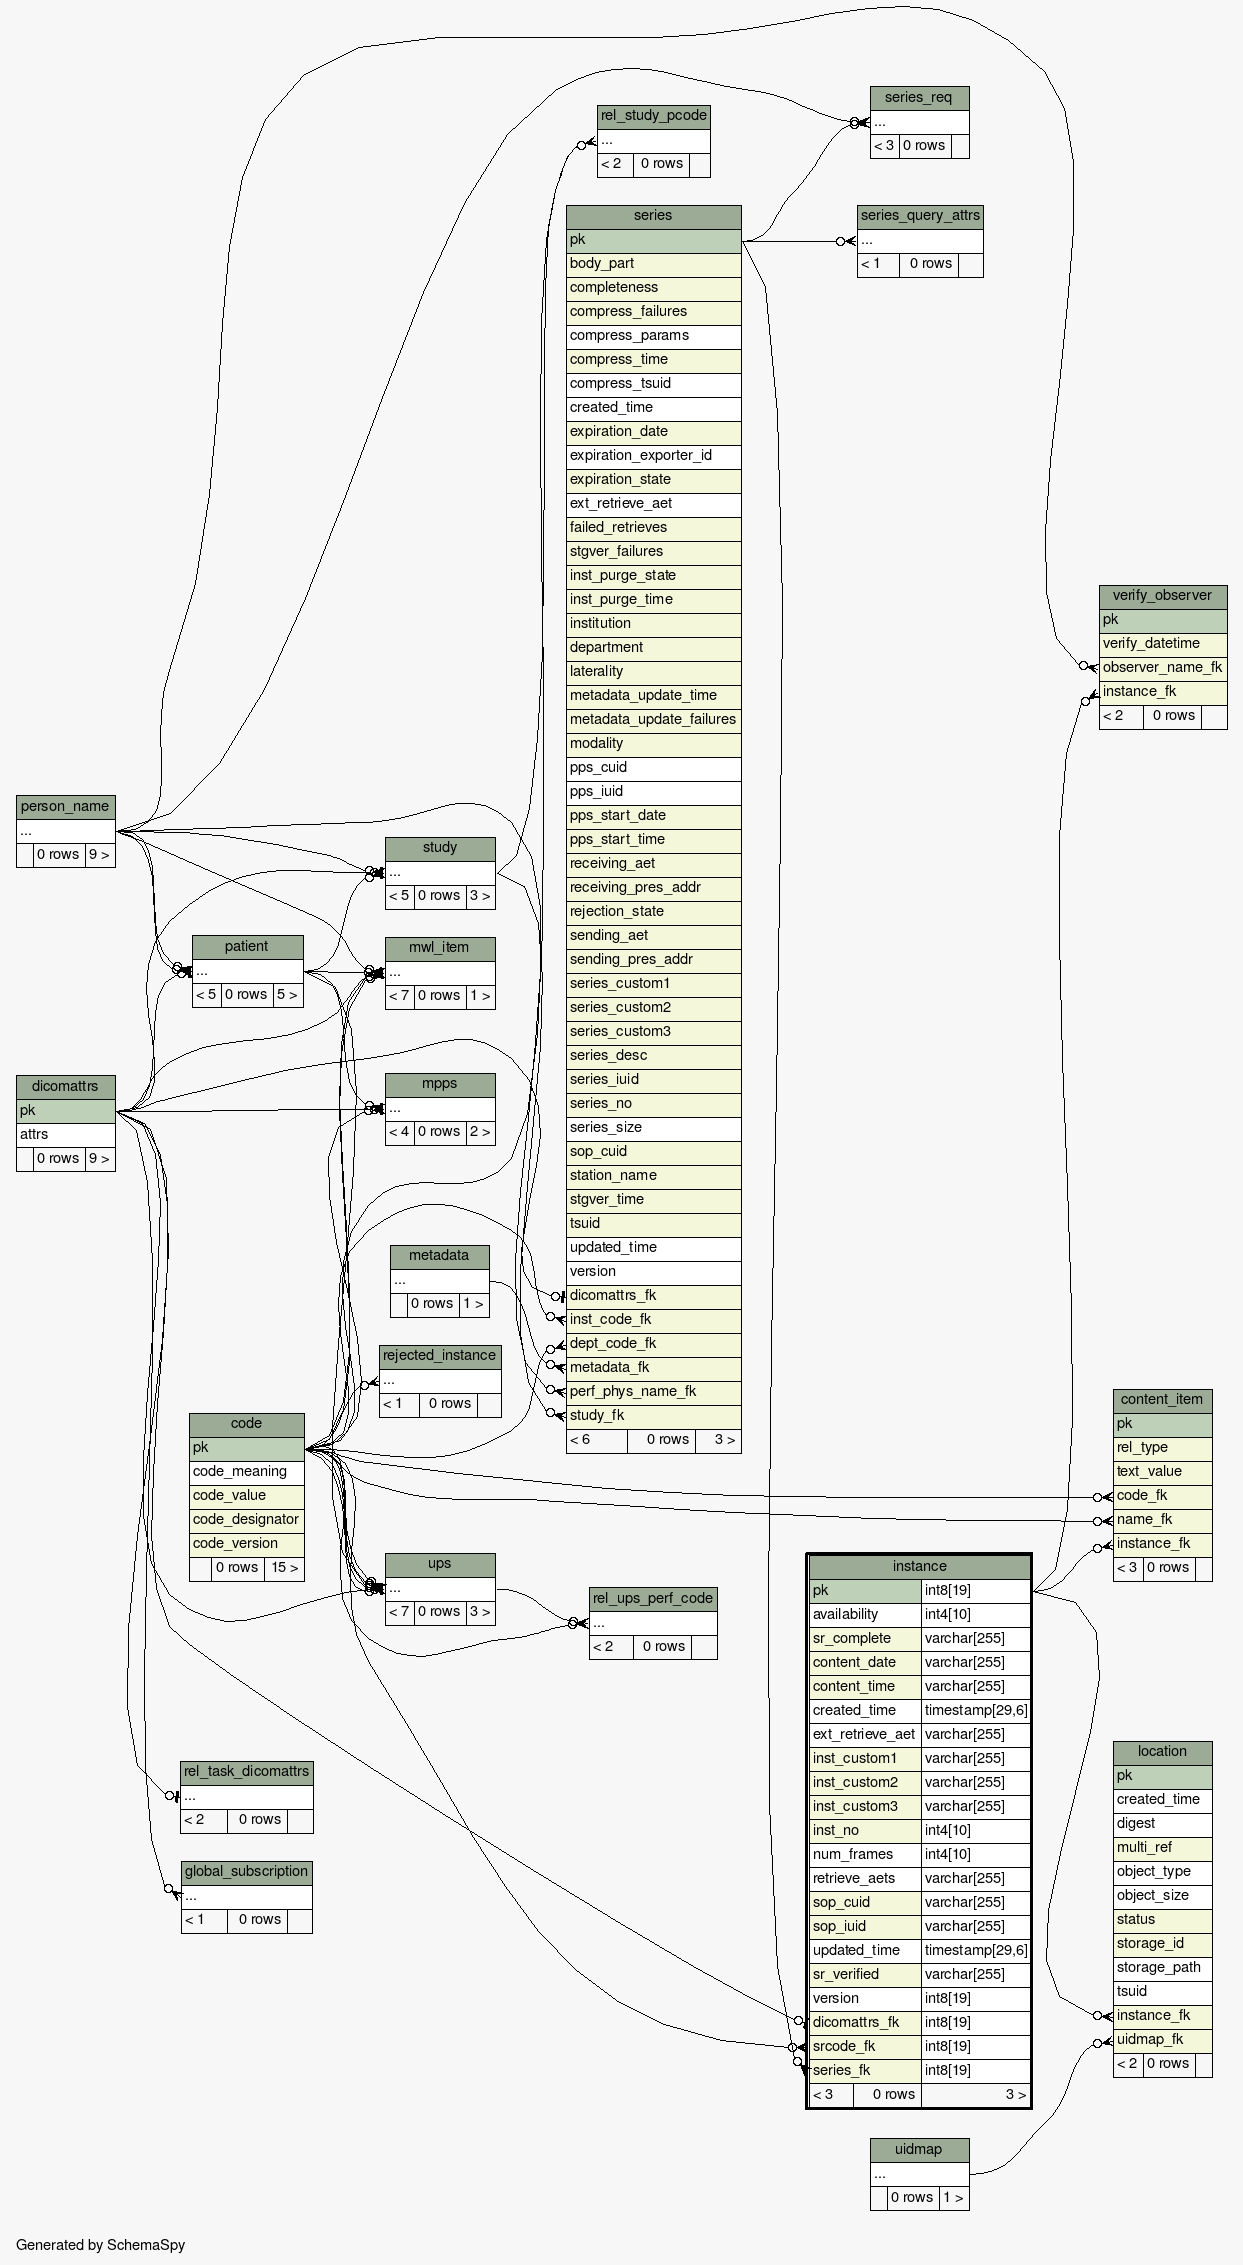 series_req
...
< 3 0 rows
rel_study_pcode
...
< 2 0 rows
series_query_attrs
...
< 1 0 rows
series
pk
body_part
completeness
compress_failures
compress_params
compress_time
compress_tsuid
created_time
expiration_date
expiration_exporter_id
expiration_state
ext_retrieve_aet
failed_retrieves
stgver_failures
inst_purge_state
inst_purge_time
institution
department
laterality
metadata_update_time
metadata_update_failures
modality
pps_cuid
pps_iuid
pps_start_date
pps_start_time
receiving_aet
receiving_pres_addr
rejection_state
sending_aet
sending_pres_addr
series_custom1
series_custom2
series_custom3
series_desc
series_iuid
series_no
series_size
sop_cuid
station_name
stgver_time
tsuid
updated_time
version
dicomattrs_fk
inst_code_fk
dept_code_fk
metadata_fk
perf_phys_name_fk
study_fk
< 6 0 rows 3 >
verify_observer
pk
verify_datetime
observer_name_fk
instance_fk
< 2 0 rows
person_name
...
0 rows 9 >
study
...
< 5 0 rows 3 >
patient
...
< 5 0 rows 5 >
mwl_item
...
< 7 0 rows 1 >
dicomattrs
pk
attrs
0 rows 9 >
mpps
...
< 4 0 rows 2 >
metadata
...
0 rows 1 >
rejected_instance
...
< 1 0 rows
code
pk
code_meaning
code_value
code_designator
code_version
0 rows 15 >
content_item
pk
rel_type
text_value
code_fk
name_fk
instance_fk
< 3 0 rows
ups
...
< 7 0 rows 3 >
rel_ups_perf_code
...
< 2 0 rows
instance
pk int8[19]
availability int4[10]
sr_complete varchar[255]
content_date varchar[255]
content_time varchar[255]
created_time timestamp[29,6]
ext_retrieve_aet varchar[255]
inst_custom1 varchar[255]
inst_custom2 varchar[255]
inst_custom3 varchar[255]
inst_no int4[10]
num_frames int4[10]
retrieve_aets varchar[255]
sop_cuid varchar[255]
sop_iuid varchar[255]
updated_time timestamp[29,6]
sr_verified varchar[255]
version int8[19]
dicomattrs_fk int8[19]
srcode_fk int8[19]
series_fk int8[19]
< 3 0 rows 3 >
location
pk
created_time
digest
multi_ref
object_type
object_size
status
storage_id
storage_path
tsuid
instance_fk
uidmap_fk
< 2 0 rows
rel_task_dicomattrs
...
< 2 0 rows
global_subscription
...
< 1 0 rows
uidmap
...
0 rows 1 >
Generated by SchemaSpy